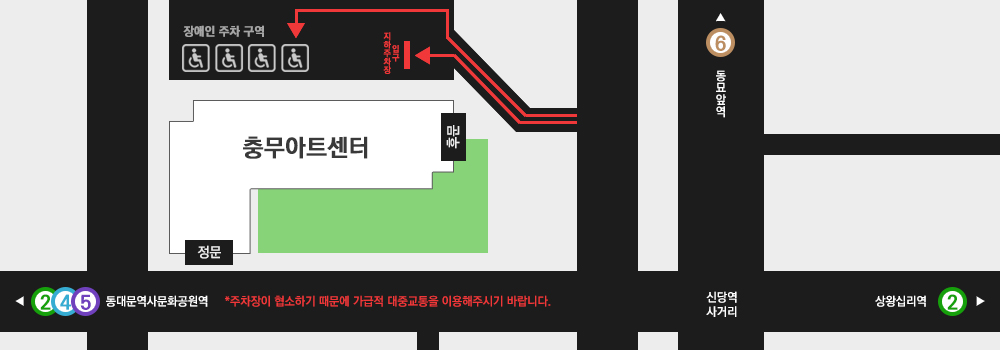 장애인 주차 구역
지하주차장
입구
6
동묘앞역
충무아트센터
후문
정문
2 4 5 동대문역사문화공원역
*주차장이 협소하기 때문에 가급적 대중교통을 이용해주시기 바랍니다.
신당역
사거리
상왕십리역 2